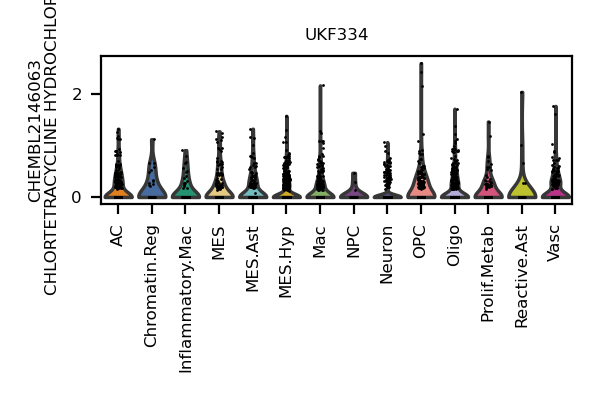 UKF334
CHEMBL2146063
CHLORTETRACYCLINE HYDROCHLOR
2
0
AC
Chromatin.Reg
Inflammatory.Mac
MES
MES.Ast
MES.Hyp
Mac
NPC
Neuron
OPC
Oligo
Prolif.Metab
Reactive.Ast
Vasc